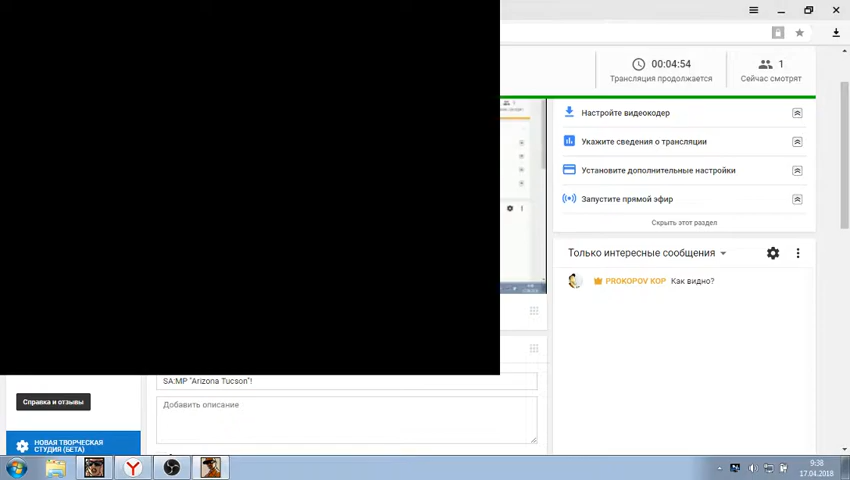 00:04:54
Трансляция продолжается
1
Сейчас смотрят
Настройте видеокодер
Укажите сведения о трансляции
Установите дополнительные настройки
Запустите прямой эфир
Скрыть этот раздел
Только интересные сообщения
PROKOPOV KOP Как видно?
SA:MP "Arizona Tucson"!
Справка и отзывы
Добавить описание
НОВАЯ ТВОРЧЕСКАЯ
СТУДИЯ (БЕТА)
9:38
17.04.2018